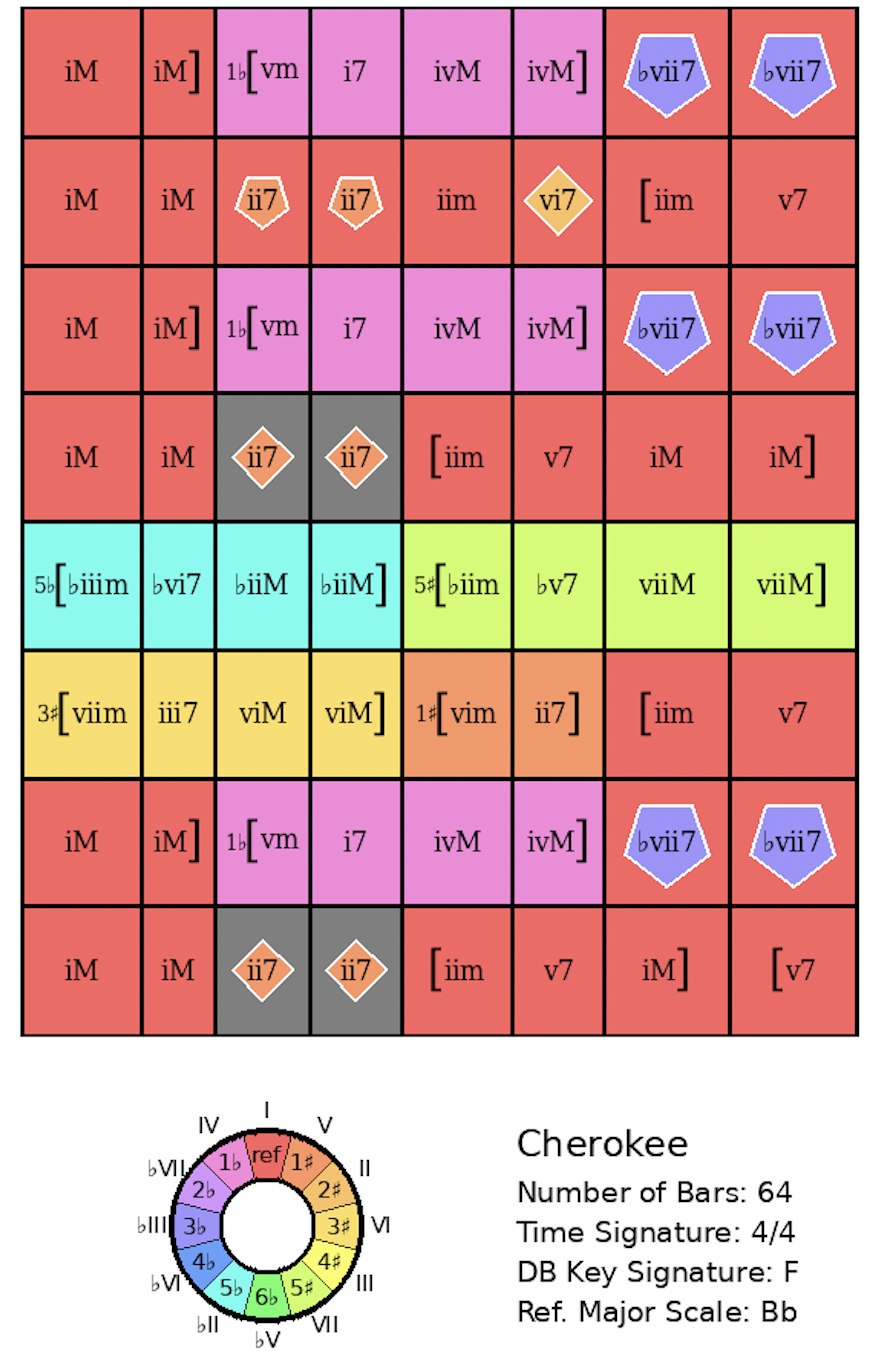 iM iM] 1♭[vm i7 ivM ivM] ♭vii7 ♭vii7
iM iM ii7 ii7 iim vi7 [iim v7
iM iM] 1♭[vm i7 ivM ivM] ♭vii7 ♭vii7
iM iM ii7 ii7 [iim v7 iM iM]
5♭[♭iiim ♭vi7 ♭iiM ♭iiM] 5♯[♭iim ♭v7 viiM viiM]
3♯[viim iii7 viM viM] 1♯[vim ii7] [iim v7
iM iM] 1♭[vm i7 ivM ivM] ♭vii7 ♭vii7
iM iM ii7 ii7 [iim v7 iM] [v7
I
IV V
♭VII II
♭III VI
♭VI III
♭II VII
♭V
ref
1♭ 1♯
2♭ 2♯
3♭ 3♯
4♭ 4♯
5♭ 5♯
6♭
Cherokee
Number of Bars: 64
Time Signature: 4/4
DB Key Signature: F
Ref. Major Scale: Bb